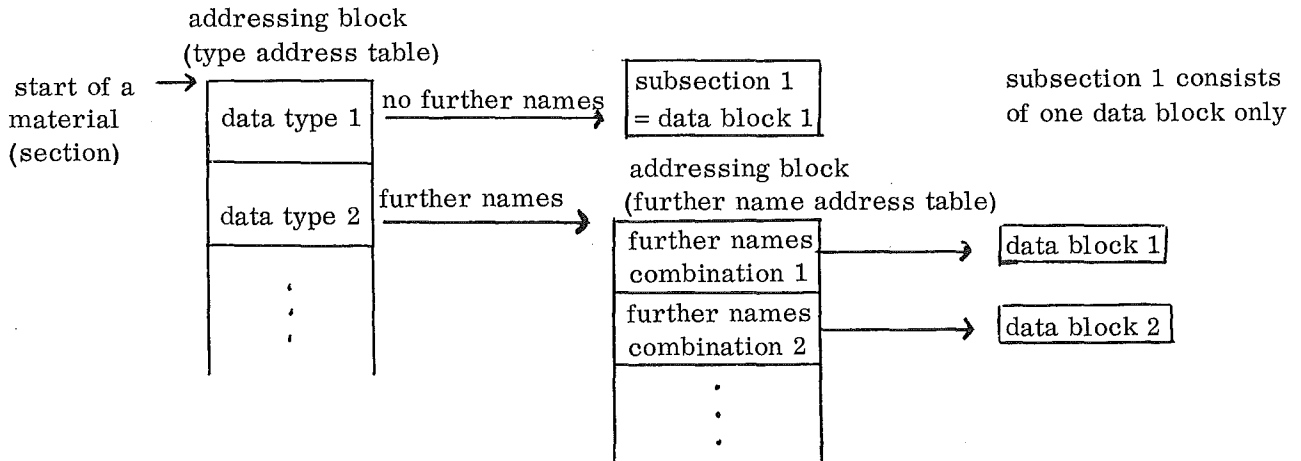 addressing block
(type address table)
start of a
material
(section)
data type 1
no further names
subsection 1
= data block 1
subsection 1 consists
of one data block only
data type 2
further names
addressing block
(further name address table)
further names
combination 1
data block 1
further names
combination 2
data block 2